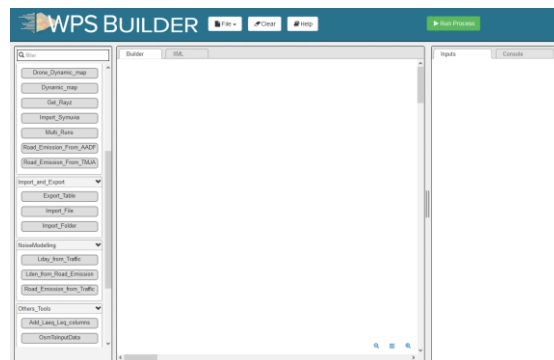 WPS BUILDER
File
Clear
Help
Run Process
filter
Builder
XML
Inputs
Console
Drone_Dynamic_map
Dynamic_map
Get_Rayz
Import_Symuvia
Multi_Runs
Road_Emission_From_AADF
Road_Emission_From_TMJA
Import_and_Export
Export_Table
Import_File
Import_Folder
NoiseModelling
Lday_from_Traffic
Lden_from_Road_Emission
Road_Emission_from_Traffic
Others_Tools
Add_Laeq_Leq_columns
OsmToInputData